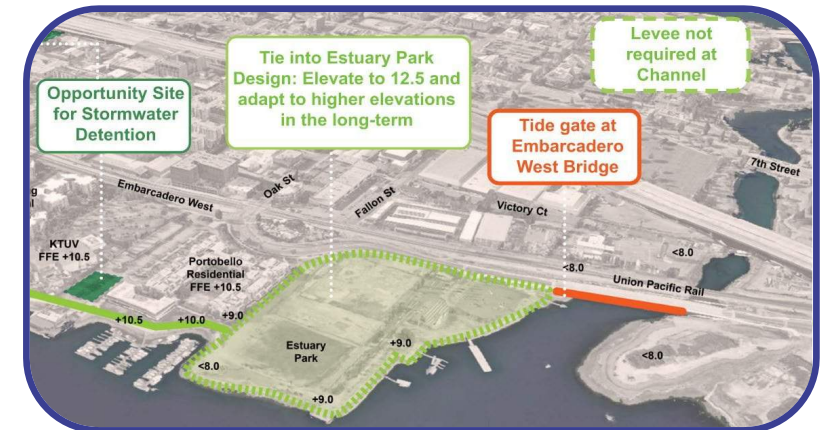 Levee not
required at
Channel
Tie into Estuary Park
Design: Elevate to 12.5 and
adapt to higher elevations
in the long-term
Opportunity Site
for Stormwater
Detention
Tide gate at
Embarcadero
West Bridge
7th Street
Embarcadero West
Oak St
Fallon St
Victory Ct
KTUV
FFE +10.5
Portobello
Residential
FFE +10.5
<8.0
<8.0
Union Pacific Rail
+10.5
+10.0
+9.0
Estuary
Park
+9.0
<8.0
<8.0
+9.0